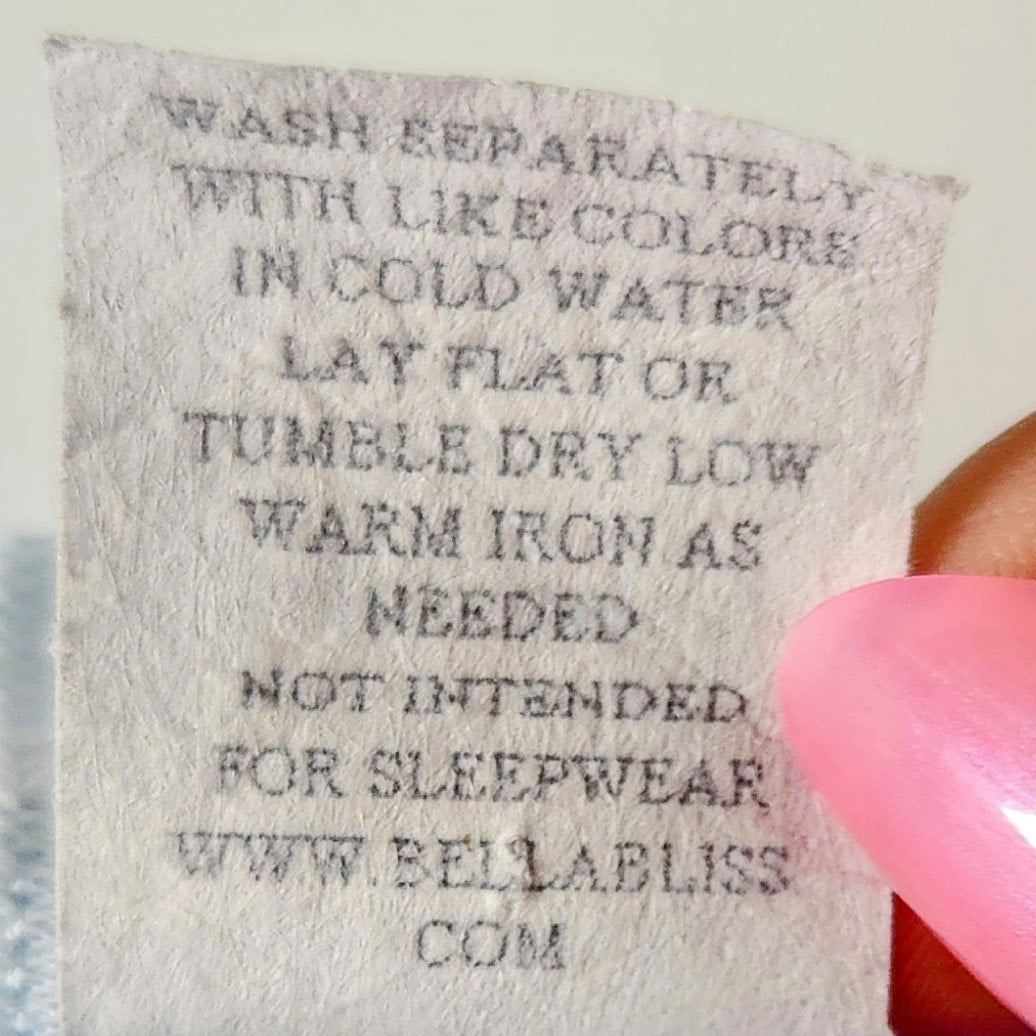 WASH SEPARATELY
WITH LIKE COLORS
IN COLD WATER
LAY FLAT OR
TUMBLE DRY LOW
WARM IRON AS
NEEDED
NOT INTENDED
FOR SLEEPWEAR
WWW.BELLABLISS
COM